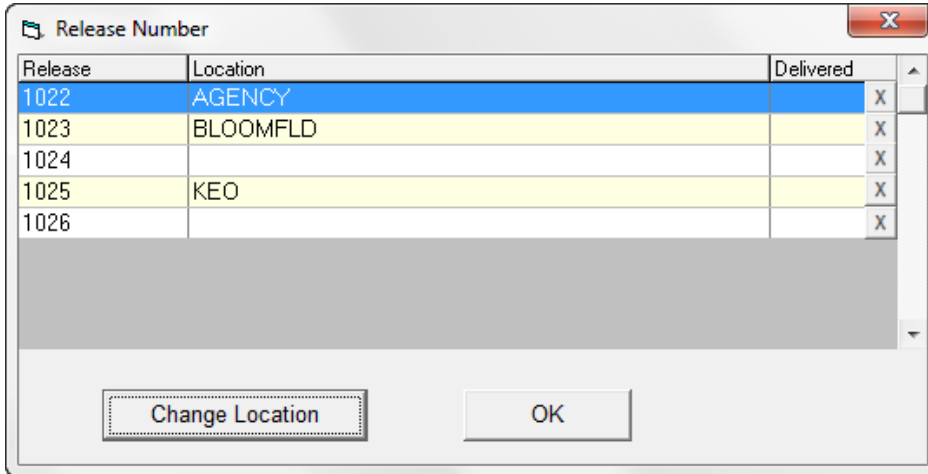 Release Number X
Release Location Delivered
1022 AGENCY X
1023 BLOOMFLD X
1024 X
1025 KEO X
1026 X
Change Location OK